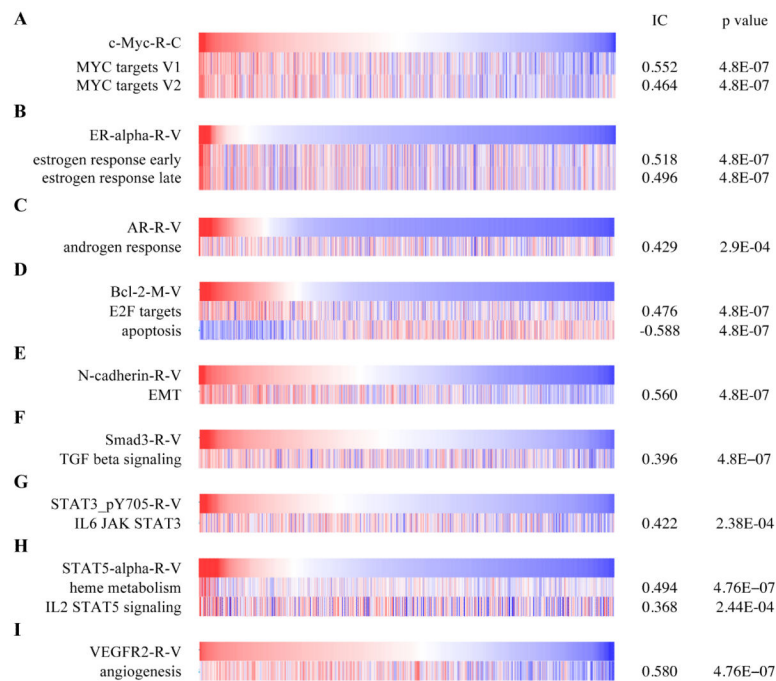 A
IC p value
c-Myc-R-C
MYC targets V1 0.552 4.8E-07
MYC targets V2 0.464 4.8E-07
B
ER-alpha-R-V
estrogen response early 0.518 4.8E-07
estrogen response late 0.496 4.8E-07
C
AR-R-V
androgen response 0.429 2.9E-04
D
Bcl-2-M-V
E2F targets 0.476 4.8E-07
apoptosis -0.588 4.8E-07
E
N-cadherin-R-V
EMT 0.560 4.8E-07
F
Smad3-R-V
TGF beta signaling 0.396 4.8E−07
G
STAT3_pY705-R-V
IL6 JAK STAT3 0.422 2.38E-04
H
STAT5-alpha-R-V
heme metabolism 0.494 4.76E−07
IL2 STAT5 signaling 0.368 2.44E-04
I
VEGFR2-R-V
angiogenesis 0.580 4.76E−07